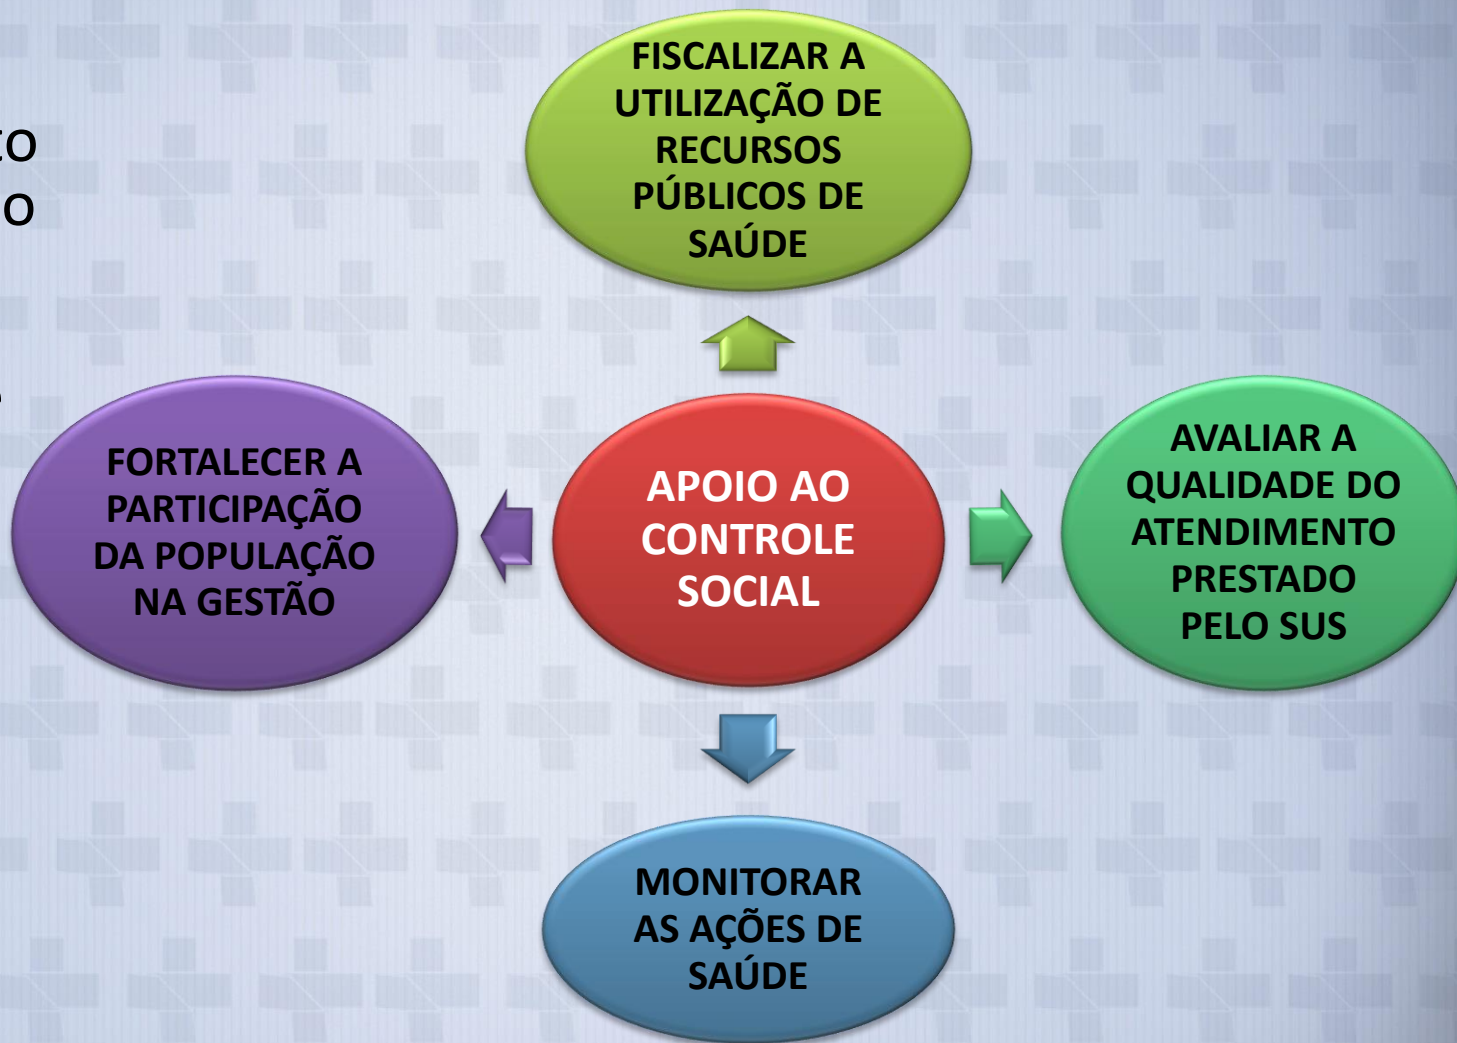 FISCALIZAR A
UTILIZAÇÃO DE
RECURSOS
PÚBLICOS DE
SAÚDE
to
o
FORTALECER A
PARTICIPAÇÃO
DA POPULAÇÃO
NA GESTÃO
APOIO AO
CONTROLE
SOCIAL
AVALIAR A
QUALIDADE DO
ATENDIMENTO
PRESTADO
PELO SUS
MONITORAR
AS AÇÕES DE
SAÚDE